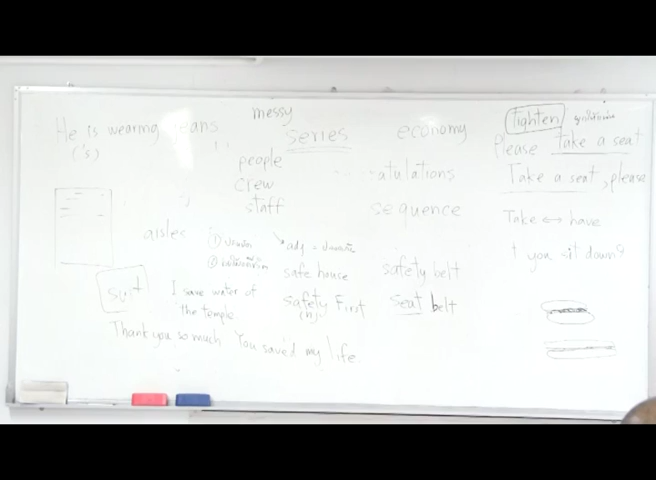 messy
He is wearing jeans
('s)
series
economy
tighten
Please take a seat
people
crew
staff
atulations
Take a seat, please
sequence
Take ↔ have
aisles
①
②
adj
you sit down?
safe house
safety belt
suit
I save water of
the temple.
safety First
(n)
Seat belt
Thank you so much You saved my life